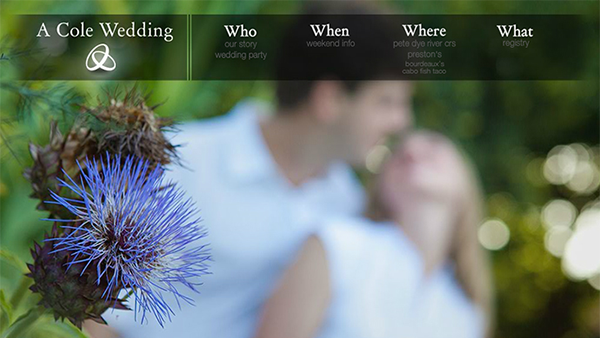 A Cole Wedding
Who
our story
wedding party
When
weekend info
Where
pete dye river crs
preston's
bourdeaux's
cabo fish taco
What
registry